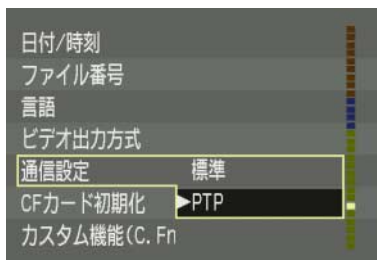 日付/時刻
ファイル番号
言語
ビデオ出力方式
通信設定 標準
CFカード初期化 ▶PTP
カスタム機能(C.Fn